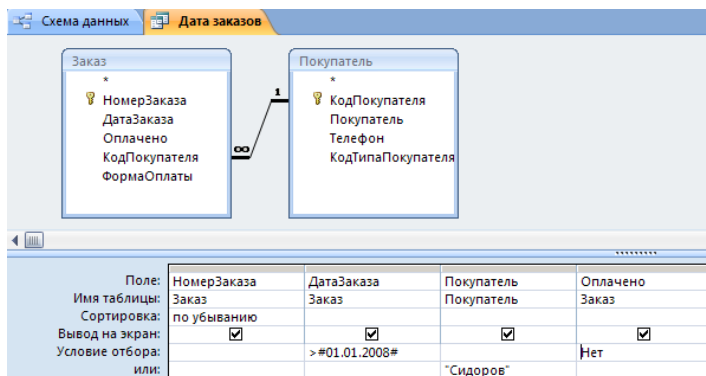 Схема данных Дата заказов
Заказ Покупатель
* *
НомерЗаказа 1 КодПокупателя
ДатаЗаказа Покупатель
Оплачено Телефон
КодПокупателя ∞ КодТипаПокупателя
ФормаОплаты
Поле: НомерЗаказа ДатаЗаказа Покупатель Оплачено
Имя таблицы: Заказ Заказ Покупатель Заказ
Сортировка: по убыванию
Вывод на экран:
Условие отбора: >#01.01.2008# Нет
или: "Сидоров"